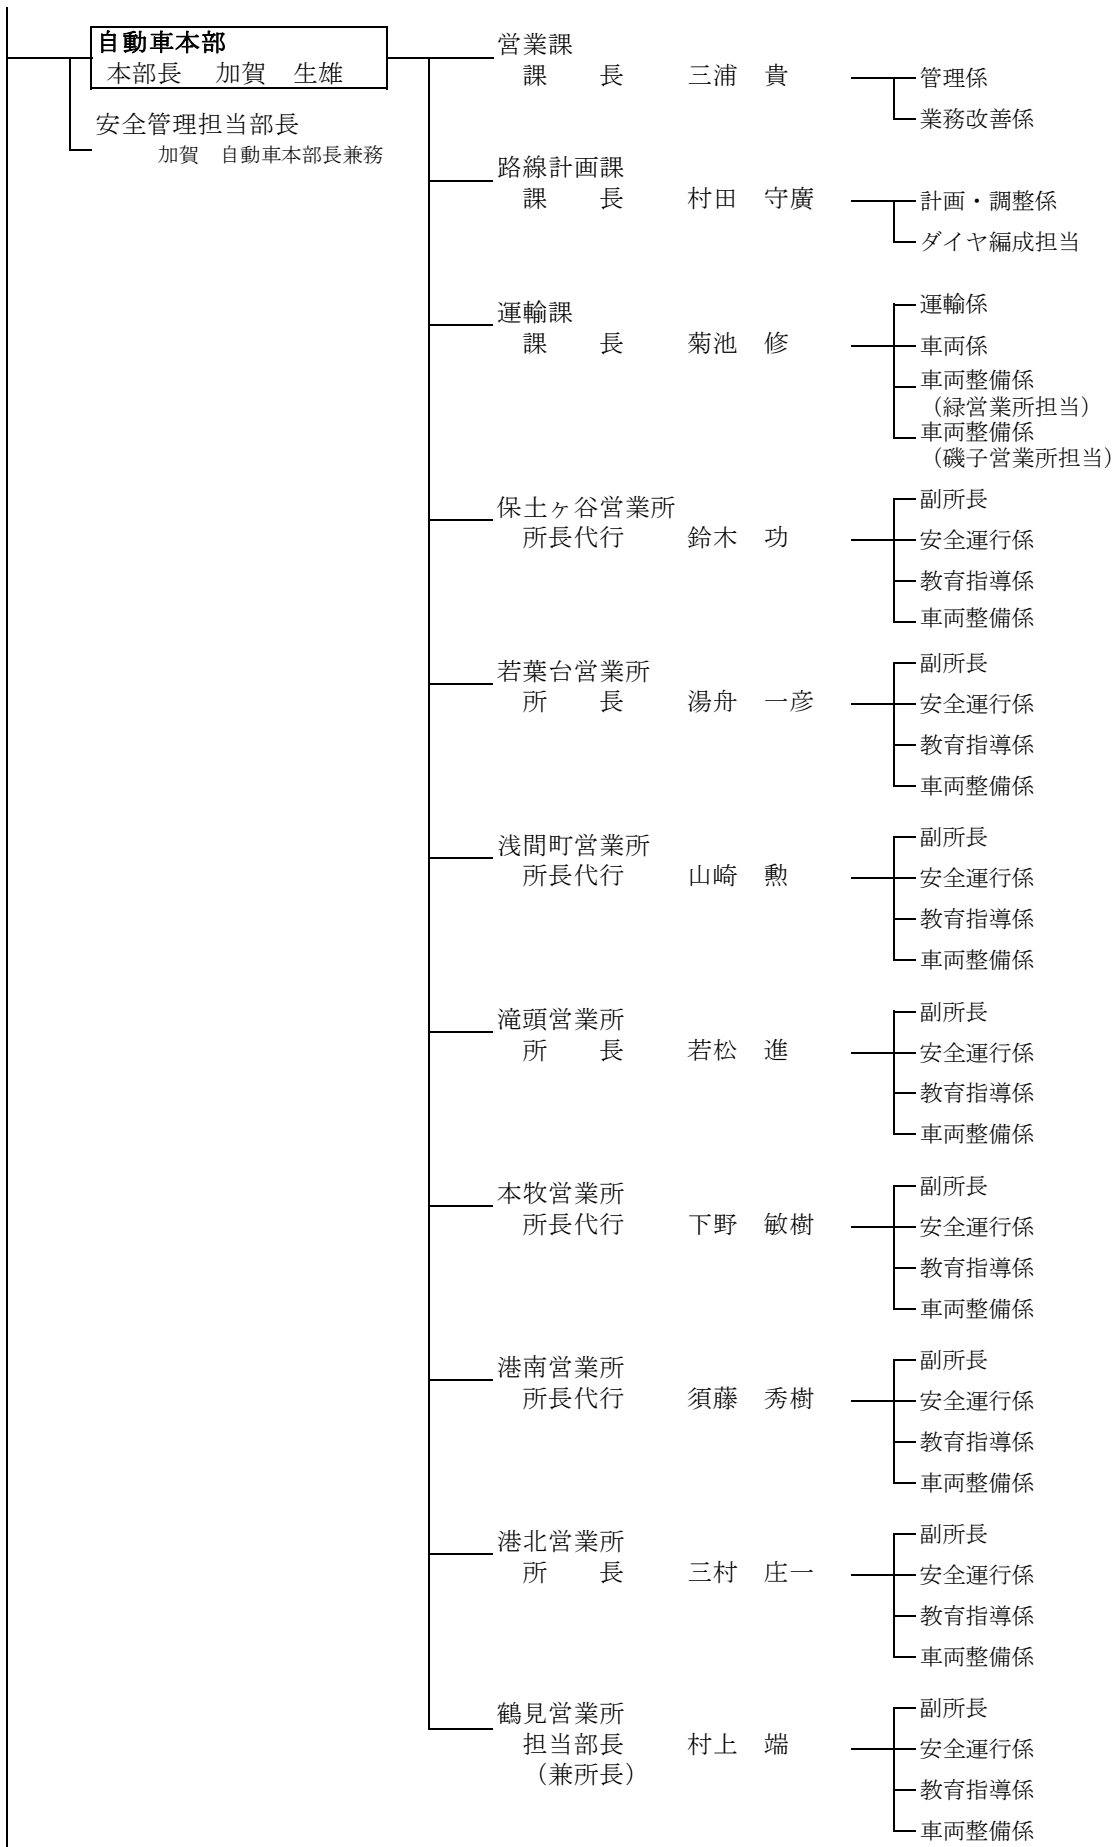 自動車本部
本部長　加賀　生雄
安全管理担当部長
加賀　自動車本部長兼務
営業課
課　　長　　三浦　貴
管理係
業務改善係
路線計画課
課　　長　　村田　守廣
計画・調整係
ダイヤ編成担当
運輸課
課　　長　　菊池　修
運輸係
車両係
車両整備係
（緑営業所担当）
車両整備係
（磯子営業所担当）
保土ヶ谷営業所
所長代行　　鈴木　功
副所長
安全運行係
教育指導係
車両整備係
若葉台営業所
所　　長　　湯舟　一彦
副所長
安全運行係
教育指導係
車両整備係
浅間町営業所
所長代行　　山崎　勲
副所長
安全運行係
教育指導係
車両整備係
滝頭営業所
所　　長　　若松　進
副所長
安全運行係
教育指導係
車両整備係
本牧営業所
所長代行　　下野　敏樹
副所長
安全運行係
教育指導係
車両整備係
港南営業所
所長代行　　須藤　秀樹
副所長
安全運行係
教育指導係
車両整備係
港北営業所
所　　長　　三村　庄一
副所長
安全運行係
教育指導係
車両整備係
鶴見営業所
担当部長　　村上　端
（兼所長）
副所長
安全運行係
教育指導係
車両整備係